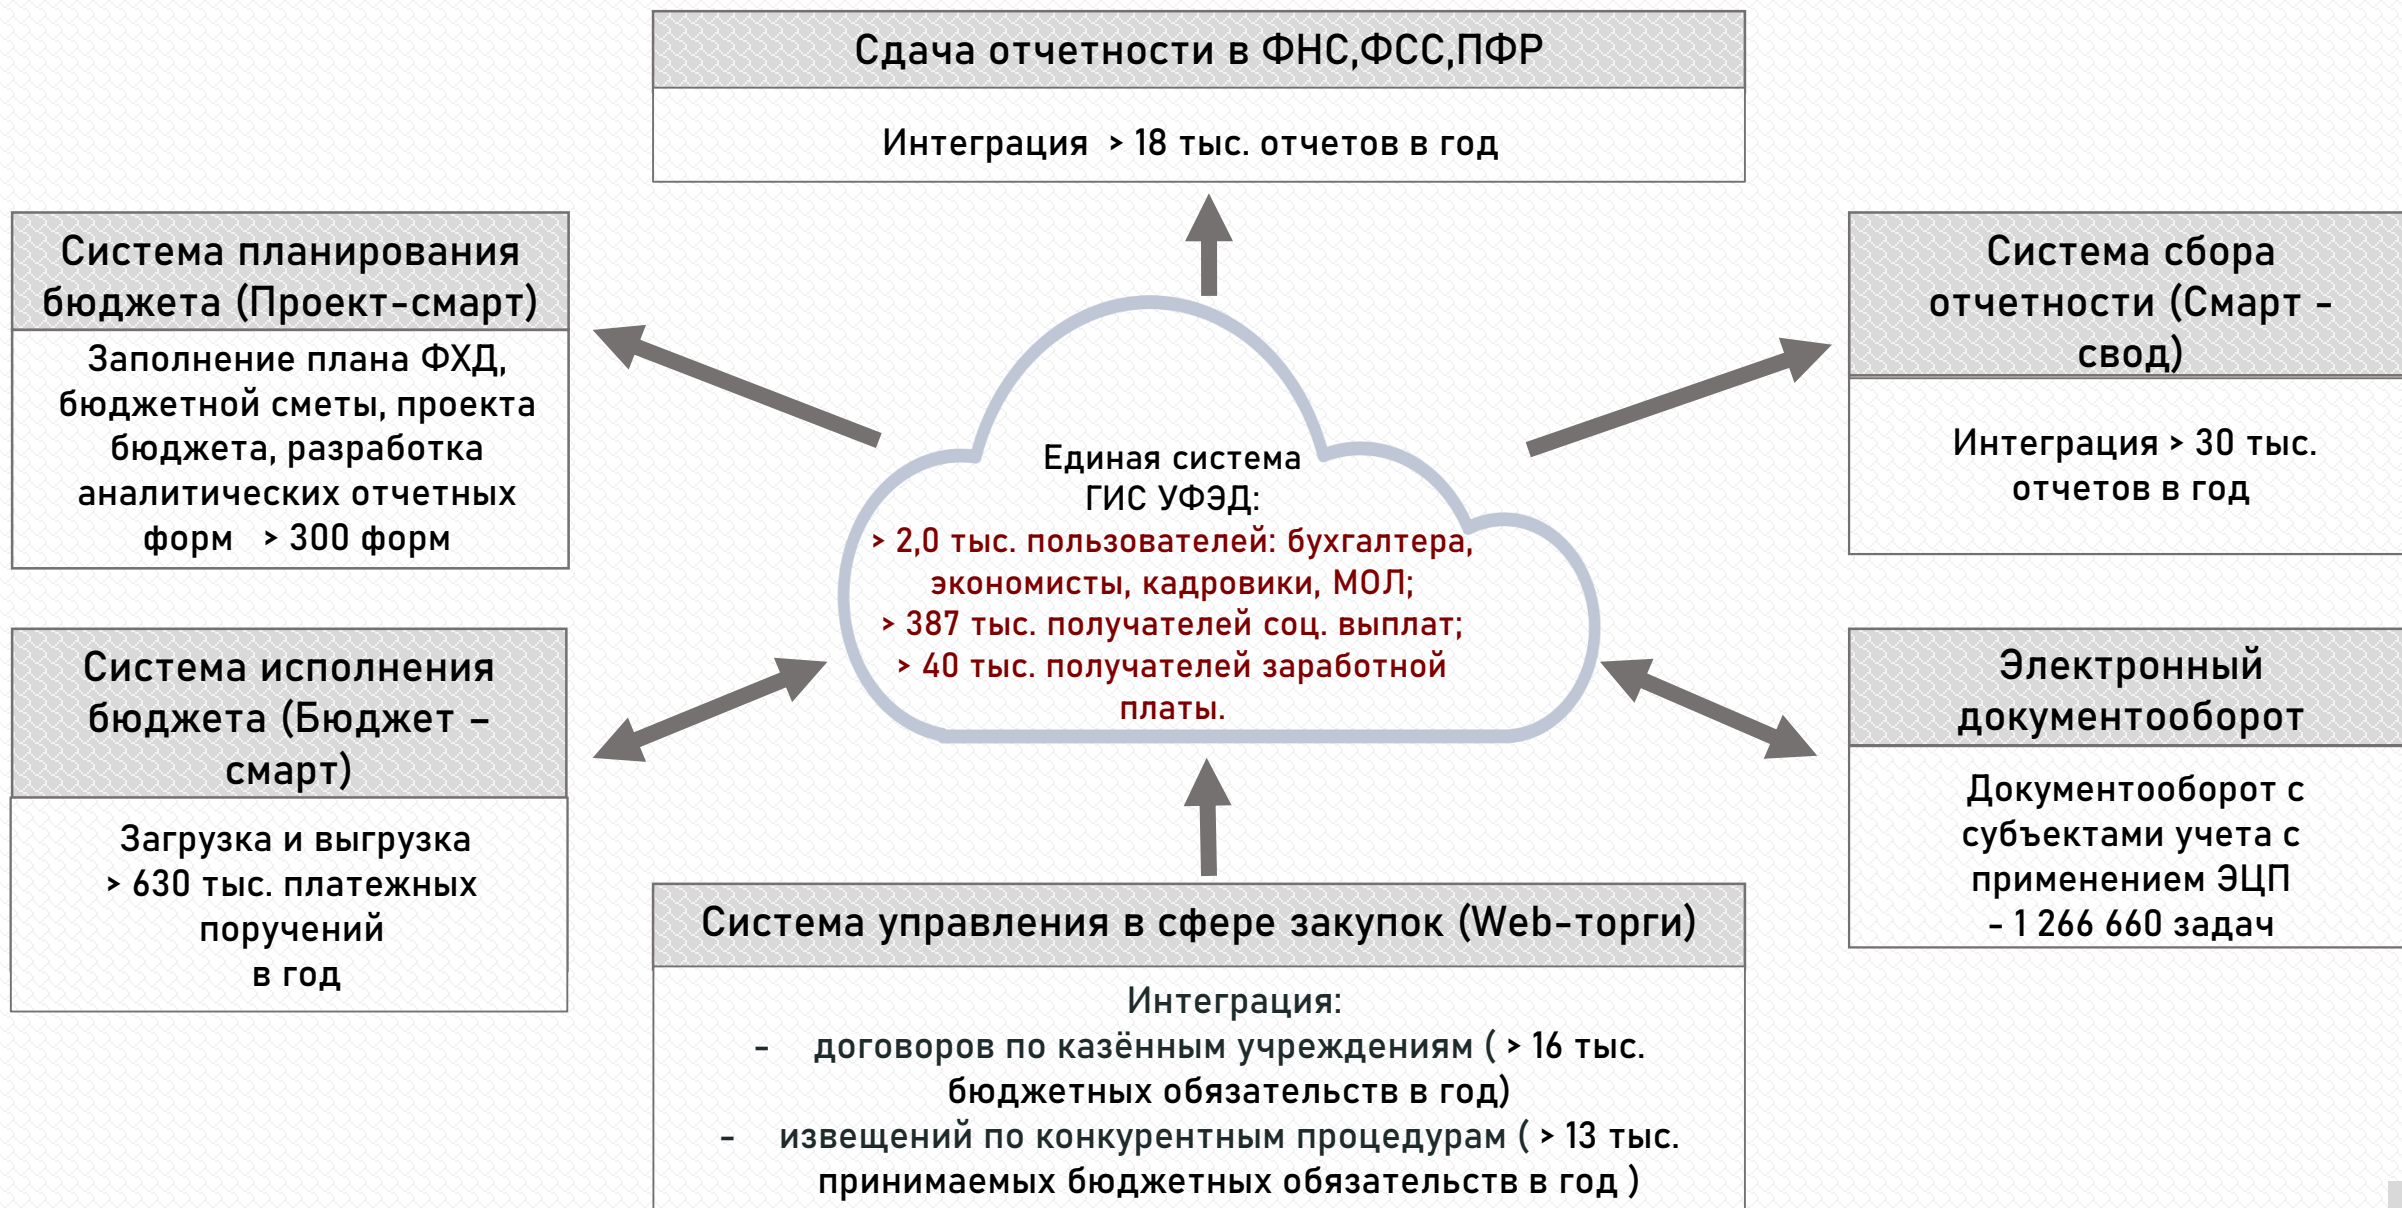 Сдача отчетности в ФНС,ФСС,ПФР
Интеграция > 18 тыс. отчетов в год
Система планирования
бюджета (Проект-смарт)
Заполнение плана ФХД,
бюджетной сметы, проекта
бюджета, разработка
аналитических отчетных
форм > 300 форм
Система сбора
отчетности (Смарт -
свод)
Интеграция > 30 тыс.
отчетов в год
Единая система
ГИС УФЭД:
> 2,0 тыс. пользователей: бухгалтера,
экономисты, кадровики, МОЛ;
> 387 тыс. получателей соц. выплат;
> 40 тыс. получателей заработной
платы.
Система исполнения
бюджета (Бюджет –
смарт)
Загрузка и выгрузка
> 630 тыс. платежных
поручений
в год
Электронный
документооборот
Документооборот с
субъектами учета с
применением ЭЦП
- 1 266 660 задач
Система управления в сфере закупок (Web-торги)
Интеграция:
- договоров по казённым учреждениям ( > 16 тыс.
бюджетных обязательств в год)
- извещений по конкурентным процедурам ( > 13 тыс.
принимаемых бюджетных обязательств в год )